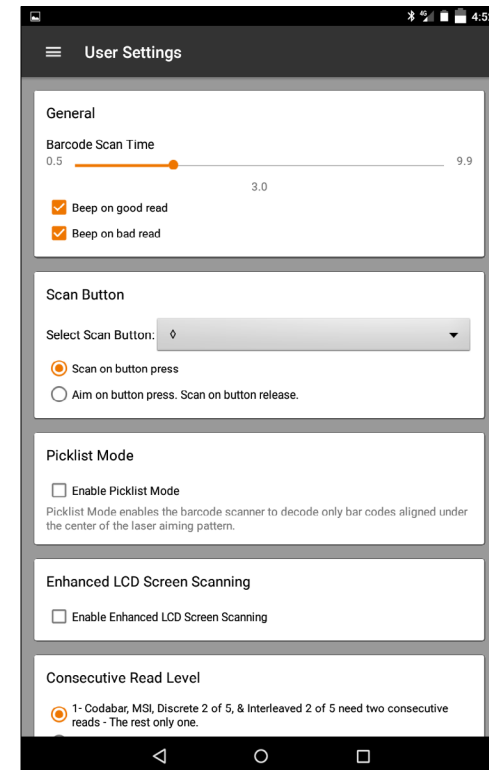 4G 4:5
User Settings
General
Barcode Scan Time
0.5 9.9
3.0
Beep on good read
Beep on bad read
Scan Button
Select Scan Button: ◊
Scan on button press
Aim on button press. Scan on button release.
Picklist Mode
Enable Picklist Mode
Picklist Mode enables the barcode scanner to decode only bar codes aligned under
the center of the laser aiming pattern.
Enhanced LCD Screen Scanning
Enable Enhanced LCD Screen Scanning
Consecutive Read Level
1- Codabar, MSI, Discrete 2 of 5, & Interleaved 2 of 5 need two consecutive
reads - The rest only one.